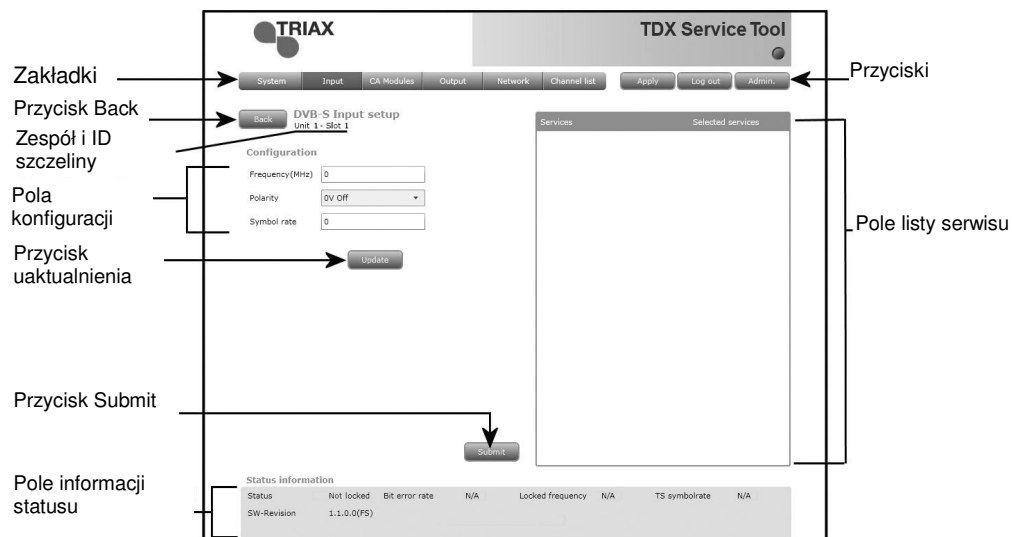 TRIAX
TDX Service Tool
Zakładki
System Input CA Modules Output Network Channel list Apply Log out Admin.
Przyciski
Przycisk Back
Back DVB-S Input setup
Unit 1 - Slot 1
Services Selected services
Zespół i ID
szczeliny
Configuration
Frequency(MHz) 0
Polarity 0V Off
Symbol rate 0
Pola
konfiguracji
Pole listy serwisu
Przycisk
uaktualnienia
Update
Przycisk Submit
Submit
Pole informacji
statusu
Status information
Status Not locked Bit error rate N/A Locked frequency N/A TS symbolrate N/A
SW-Revision 1.1.0.0(FS)